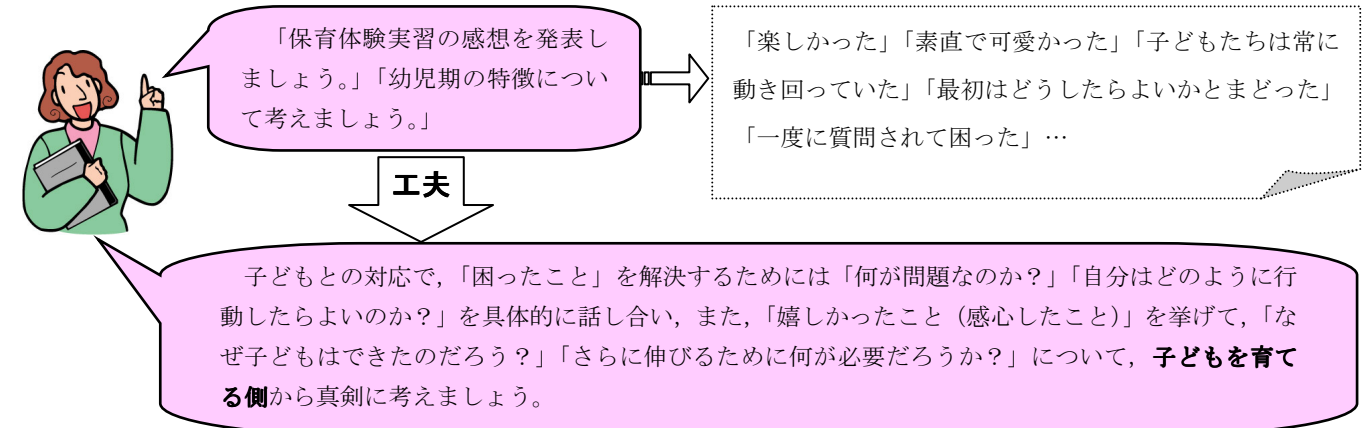 「保育体験実習の感想を発表し
ましょう。」「幼児期の特徴につい
て考えましょう。」
「楽しかった」「素直で可愛かった」「子どもたちは常に
動き回っていた」「最初はどうしたらよいかとまどった」
「一度に質問されて困った」…
工夫
子どもとの対応で，「困ったこと」を解決するためには「何が問題なのか？」「自分はどのように行
動したらよいのか？」を具体的に話し合い，また，「嬉しかったこと（感心したこと）」を挙げて，「な
ぜ子どもはできたのだろう？」「さらに伸びるために何が必要だろうか？」について，子どもを育て
る側から真剣に考えましょう。